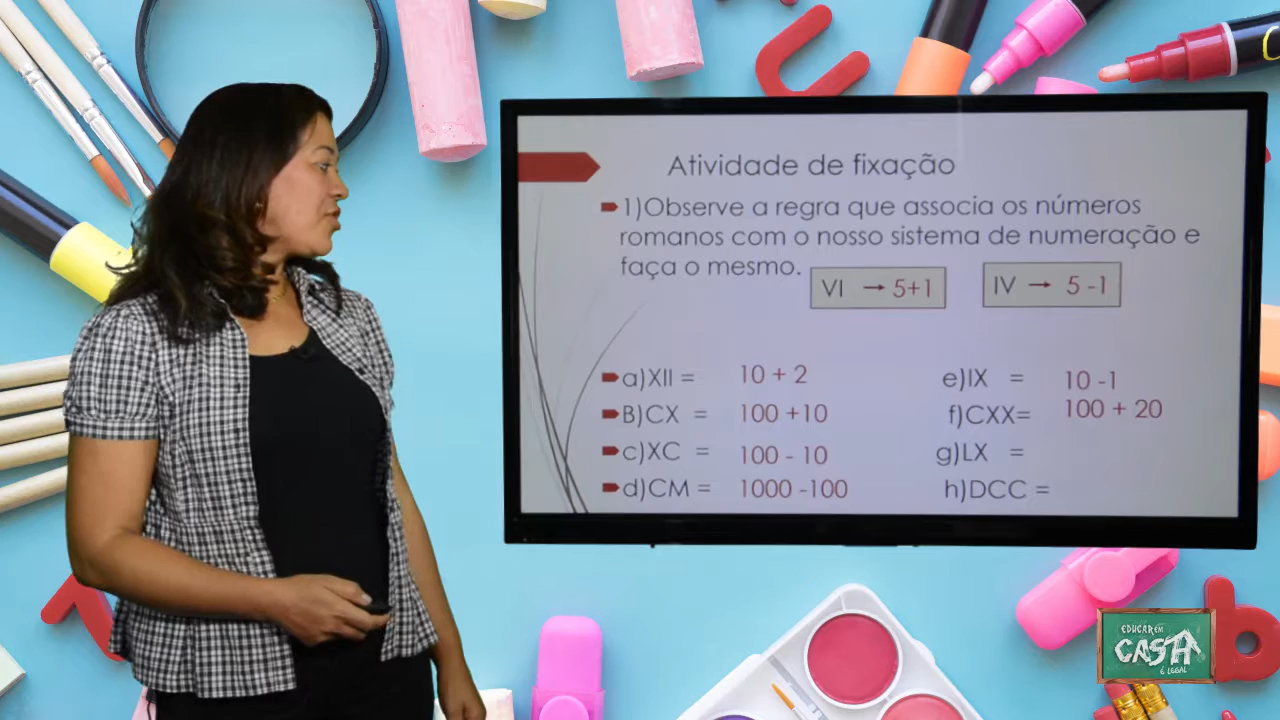 Atividade de fixação
1)Observe a regra que associa os números
romanos com o nosso sistema de numeração e
faça o mesmo.
VI → 5+1
IV → 5 -1
a)XII = 10 + 2
B)CX = 100 +10
c)XC = 100 - 10
d)CM = 1000 -100
e)IX = 10 -1
f)CXX= 100 + 20
g)LX =
h)DCC =
EDUCAR EM
CASA
É LEGAL